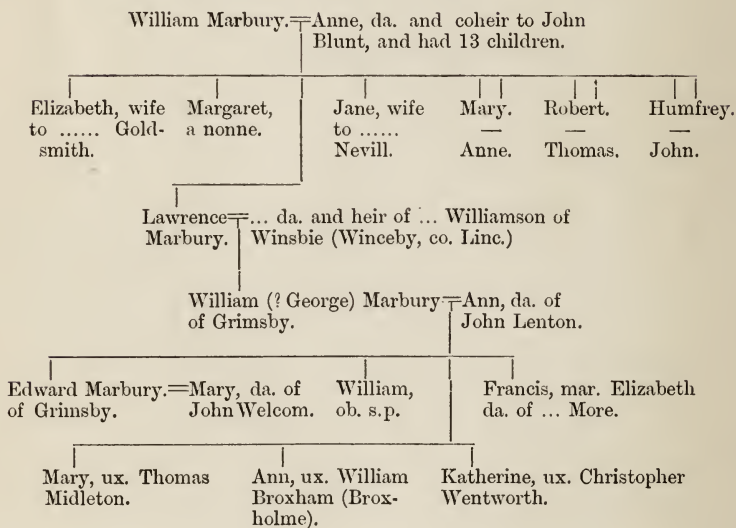 William Marbury.=Anne, da. and coheir to John
Blunt, and had 13 children.
Elizabeth, wife
to ...... Gold-
smith.
Margaret,
a nonne.
Jane, wife
to ......
Nevill.
Mary.
—
Anne.
Robert.
—
Thomas.
Humfrey.
—
John.
Lawrence=... da. and heir of ... Williamson of
Marbury. Winsbie (Winceby, co. Linc.)
William (? George) Marbury=Ann, da. of
of Grimsby. John Lenton.
Edward Marbury.=Mary, da. of
of Grimsby. John Welcom.
William,
ob. s.p.
Francis, mar. Elizabeth
da. of ... More.
Mary, ux. Thomas
Midleton.
Ann, ux. William
Broxham (Brox-
holme).
Katherine, ux. Christopher
Wentworth.